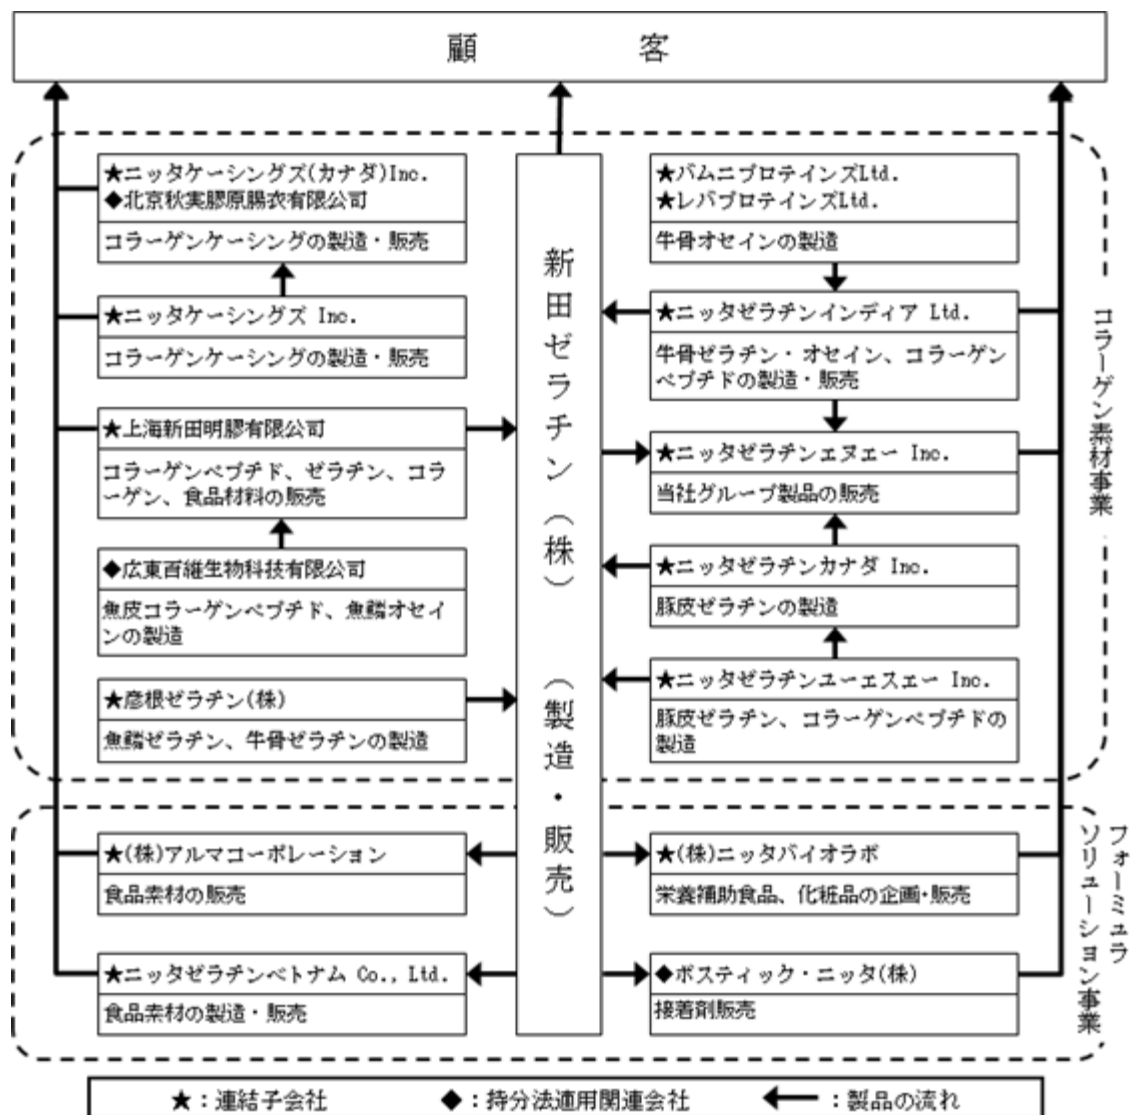 顧客
★ニッタケーシングズ(カナダ)Inc.
◆北京秋実膠原腸衣有限公司
コラーゲンケーシングの製造・販売
★ニッタケーシングズ Inc.
コラーゲンケーシングの製造・販売
★上海新田明膠有限公司
コラーゲンペプチド、ゼラチン、コラ
ーゲン、食品材料の販売
◆広東百維生物科技有限公司
魚皮コラーゲンペプチド、魚鱗オセイ
ンの製造
★彦根ゼラチン(株)
魚鱗ゼラチン、牛骨ゼラチンの製造
新田ゼラチン(株) (製造・販売)
★バムニプロテインズLtd.
★レバプロテインズLtd.
牛骨オセインの製造
★ニッタゼラチンインディア Ltd.
牛骨ゼラチン・オセイン、コラーゲン
ペプチドの製造・販売
★ニッタゼラチンエヌエー Inc.
当社グループ製品の販売
★ニッタゼラチンカナダ Inc.
豚皮ゼラチンの製造
★ニッタゼラチンユーエスエー Inc.
豚皮ゼラチン、コラーゲンペプチドの
製造
コラーゲン素材事業
★(株)アルマコーポレーション
食品素材の販売
★ニッタゼラチンベトナム Co., Ltd.
食品素材の製造・販売
★(株)ニッタバイオラボ
栄養補助食品、化粧品の企画・販売
◆ボスティック・ニッタ(株)
接着剤販売
フォーミュラ
ソリューション事業
★:連結子会社 ◆:持分法適用関連会社 ←:製品の流れ